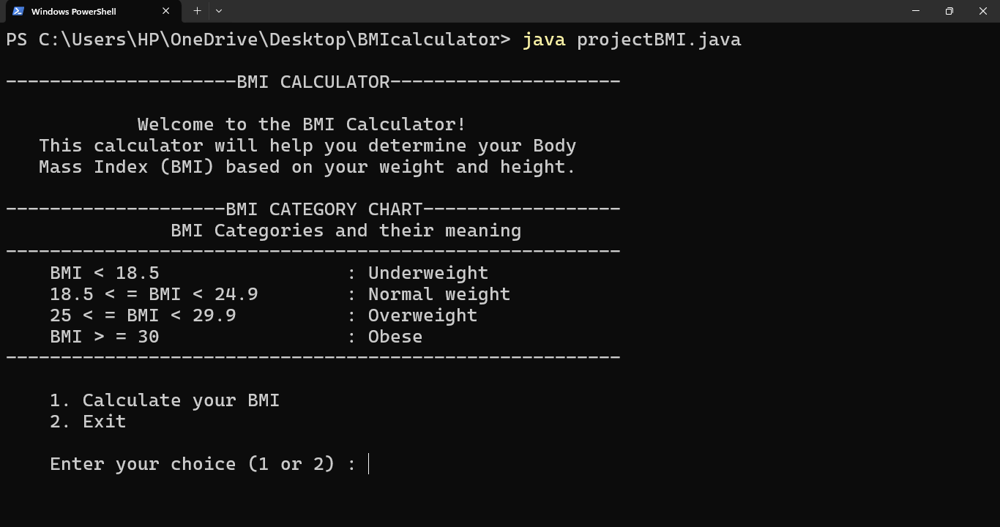 Windows PowerShell
PS C:\Users\HP\OneDrive\Desktop\BMIcalculator> java projectBMI.java
---------------------BMI CALCULATOR---------------------
Welcome to the BMI Calculator!
This calculator will help you determine your Body
Mass Index (BMI) based on your weight and height.
--------------------BMI CATEGORY CHART------------------
BMI Categories and their meaning
--------------------------------------------------------
BMI < 18.5 : Underweight
18.5 < = BMI < 24.9 : Normal weight
25 < = BMI < 29.9 : Overweight
BMI > = 30 : Obese
--------------------------------------------------------
1. Calculate your BMI
2. Exit
Enter your choice (1 or 2) :